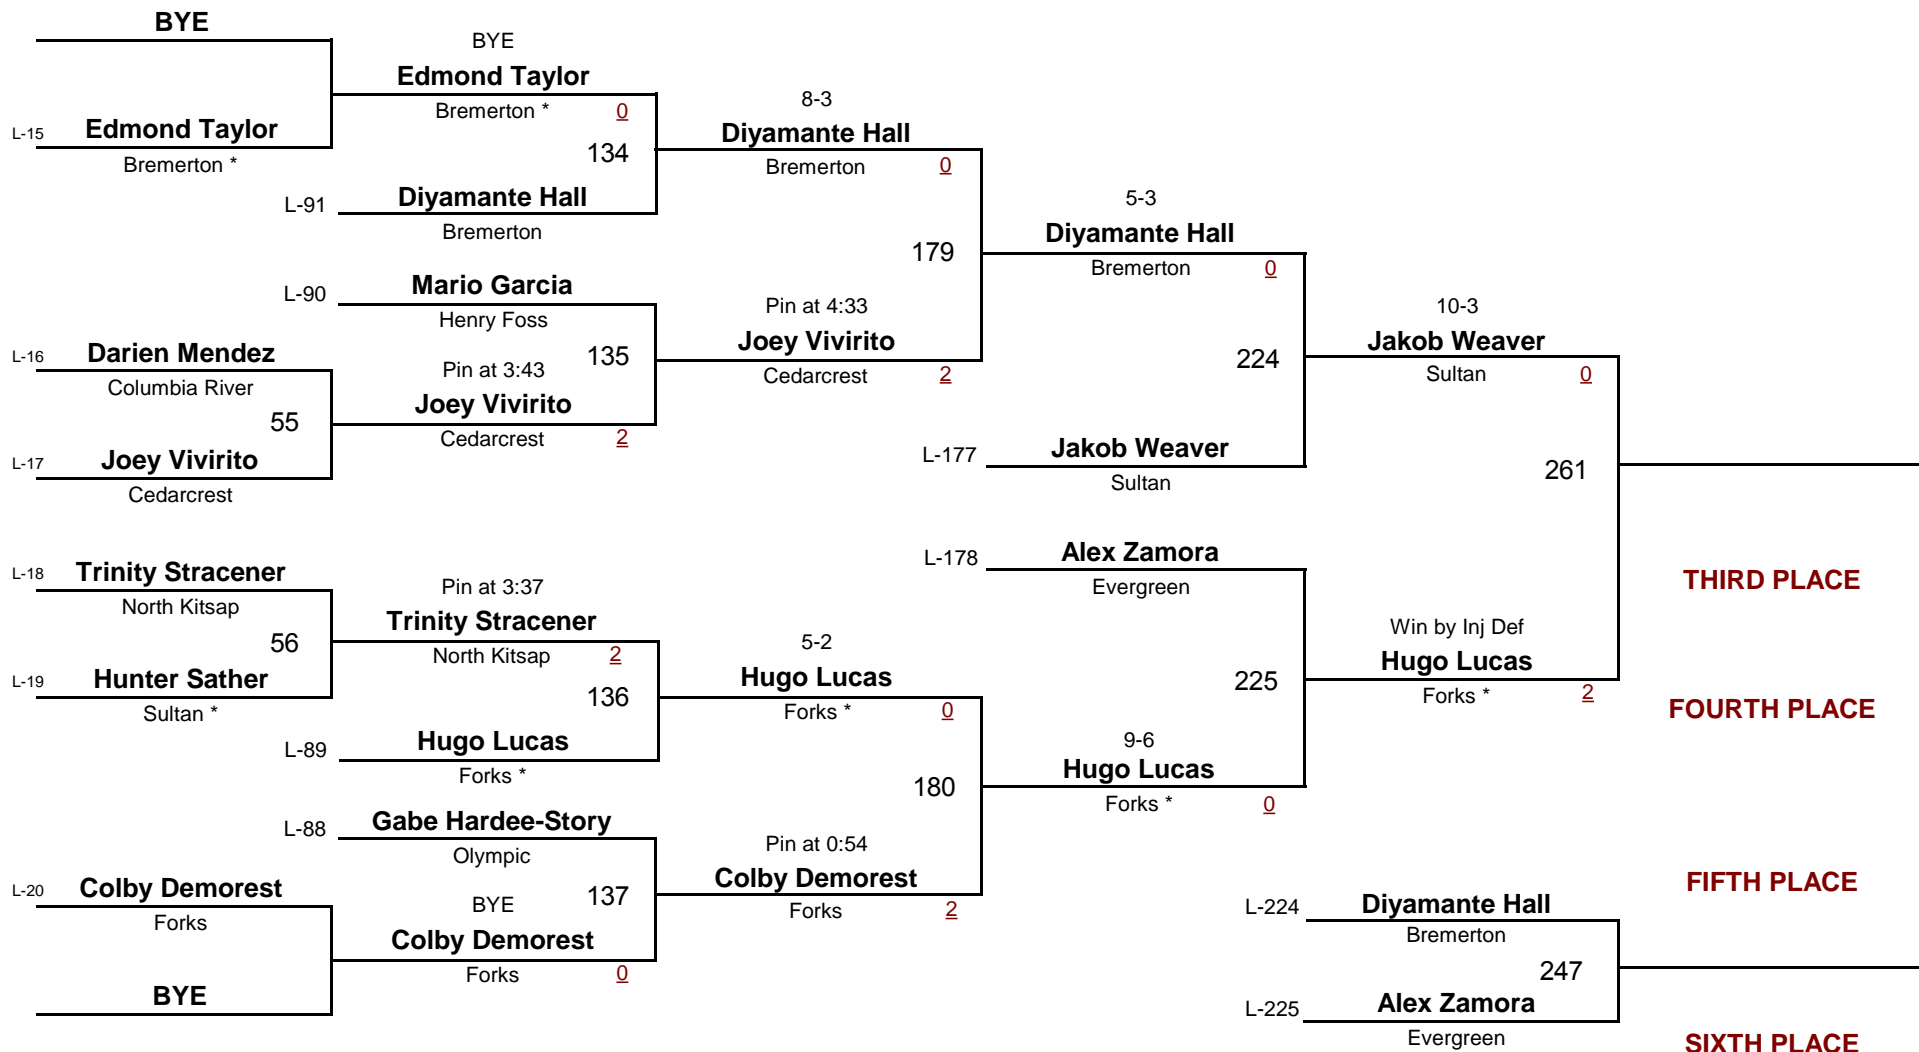 BYE
L-15 Edmond Taylor
Bremerton *
BYE
Edmond Taylor
Bremerton * 0
134
L-91 Diyamante Hall
Bremerton
8-3
Diyamante Hall
Bremerton 0
L-90 Mario Garcia
Henry Foss
L-16 Darien Mendez
Columbia River
55
L-17 Joey Vivirito
Cedarcrest
Pin at 3:43
Joey Vivirito
Cedarcrest 2
135
Pin at 4:33
Joey Vivirito
Cedarcrest 2
179
5-3
Diyamante Hall
Bremerton 0
224
L-177 Jakob Weaver
Sultan
10-3
Jakob Weaver
Sultan 0
261
L-18 Trinity Stracener
North Kitsap
56
L-19 Hunter Sather
Sultan *
Pin at 3:37
Trinity Stracener
North Kitsap 2
136
L-89 Hugo Lucas
Forks *
5-2
Hugo Lucas
Forks * 0
L-88 Gabe Hardee-Story
Olympic
L-20 Colby Demorest
Forks
BYE
BYE
Colby Demorest
Forks 0
137
Pin at 0:54
Colby Demorest
Forks 2
180
L-178 Alex Zamora
Evergreen
225
9-6
Hugo Lucas
Forks * 0
Win by Inj Def
Hugo Lucas
Forks * 2
THIRD PLACE
FOURTH PLACE
L-224 Diyamante Hall
Bremerton
247
L-225 Alex Zamora
Evergreen
FIFTH PLACE
SIXTH PLACE